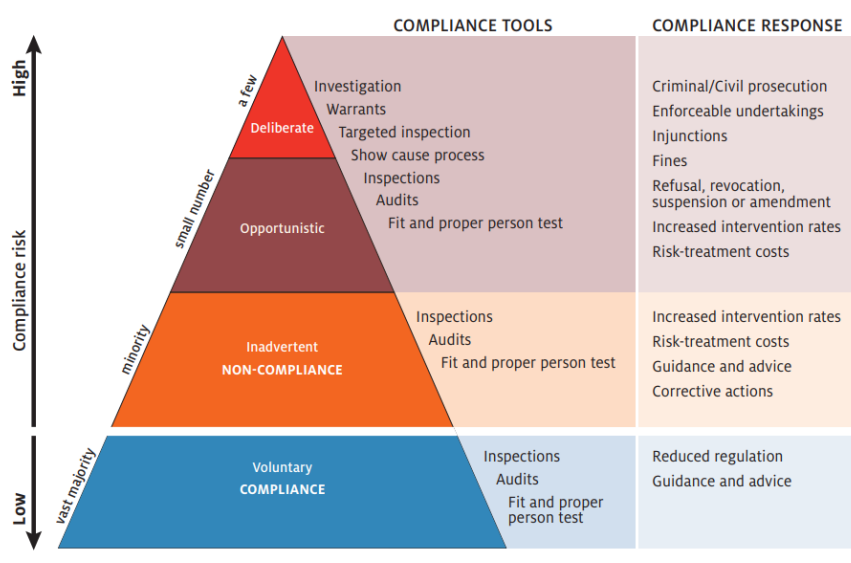 COMPLIANCE TOOLS
COMPLIANCE RESPONSE
High
Compliance risk
Low
a few
small number
minority
vast majority
Deliberate
Opportunistic
Inadvertent
NON-COMPLIANCE
Voluntary
COMPLIANCE
Investigation
Warrants
Targeted inspection
Show cause process
Inspections
Audits
Fit and proper person test
Criminal/Civil prosecution
Enforceable undertakings
Injunctions
Fines
Refusal, revocation,
suspension or amendment
Increased intervention rates
Risk-treatment costs
Inspections
Audits
Fit and proper person test
Increased intervention rates
Risk-treatment costs
Guidance and advice
Corrective actions
Inspections
Audits
Fit and proper
person test
Reduced regulation
Guidance and advice